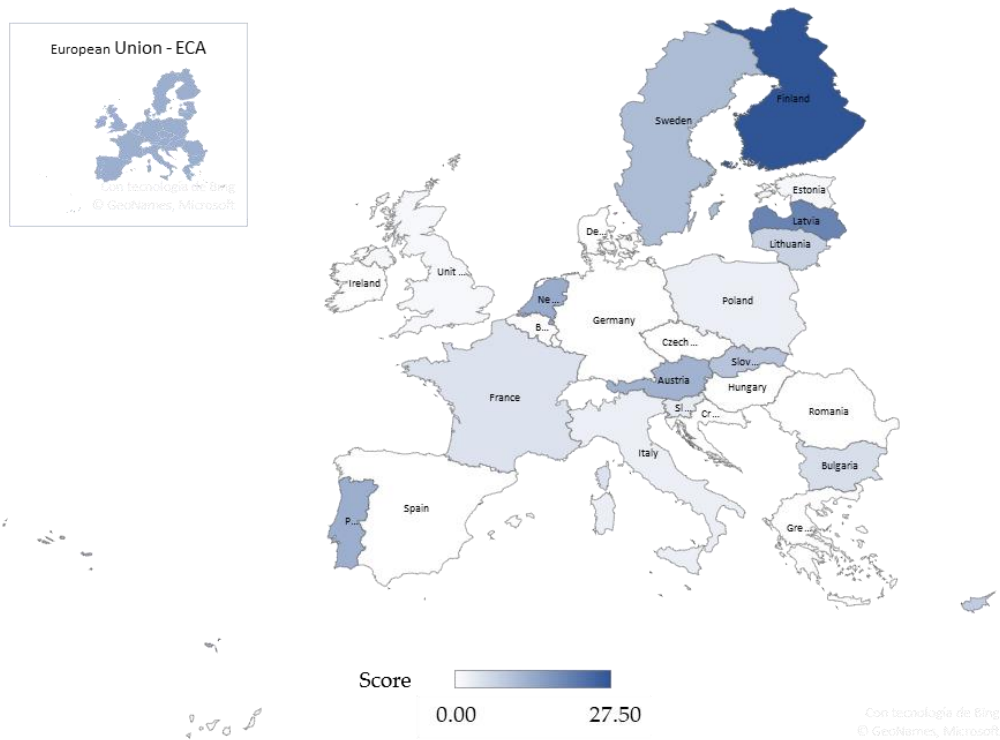 European Union - ECA
Con tecnología de Bing
© GeoNames, Microsoft
Finland
Sweden
Estonia
Latvia
De...
Lithuania
Unit ...
Ireland
Ne...
Poland
Germany
B...
Czech ...
Slov...
Austria
Hungary
France
Sl...
Cr ...
Romania
Italy
Bulgaria
Spain
P...
Gre ...
Score
0.00
27.50
Con tecnología de Bing
© GeoNames, Microsoft